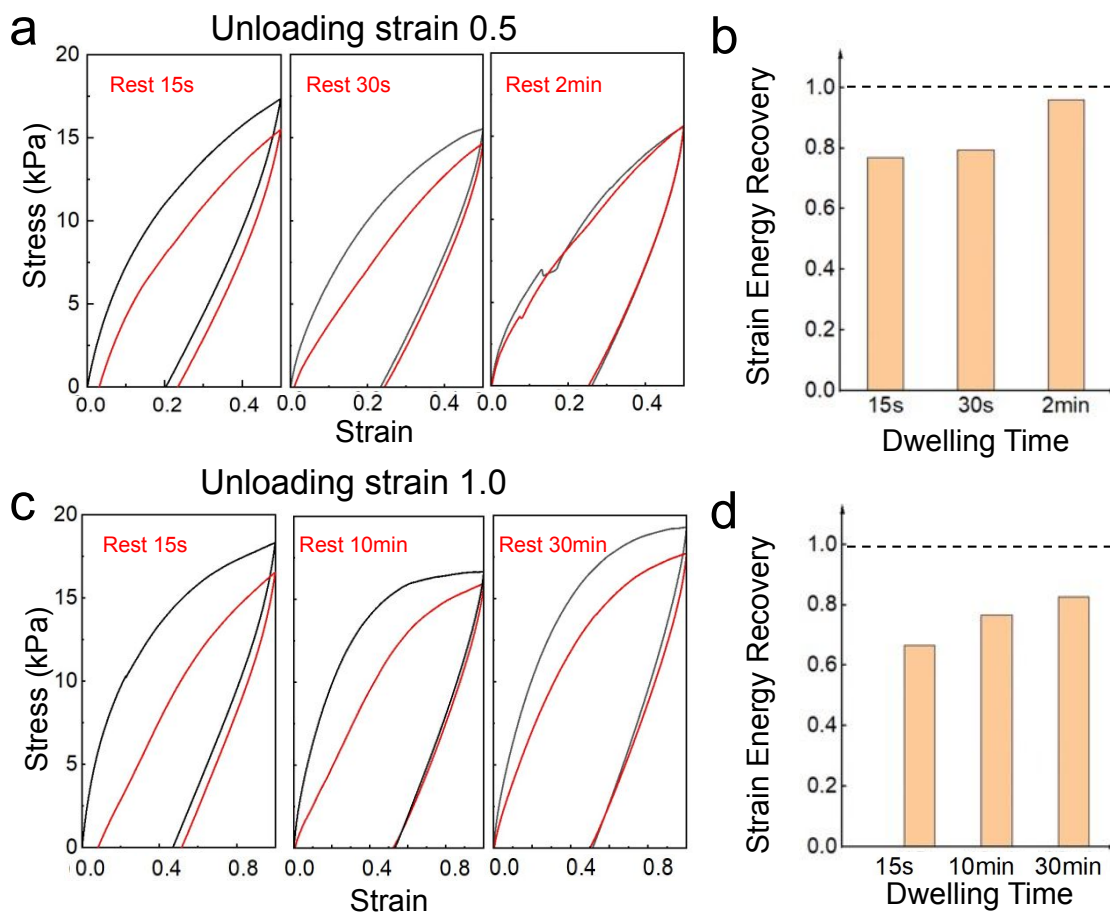 a
Unloading strain 0.5
20
15
10
5
0
Stress (kPa)
Rest 15s
Rest 30s
Rest 2min
0.0 0.2 0.4
0.0 0.2 0.4
0.0 0.2 0.4
Strain
b
1.0
0.8
0.6
0.4
0.2
0.0
Strain Energy Recovery
15s 30s 2min
Dwelling Time
c
Unloading strain 1.0
20
15
10
5
0
Stress (kPa)
Rest 15s
Rest 10min
Rest 30min
0.0 0.4 0.8
0.0 0.4 0.8
0.0 0.4 0.8
Strain
d
1.0
0.8
0.6
0.4
0.2
0.0
Strain Energy Recovery
15s 10min 30min
Dwelling Time